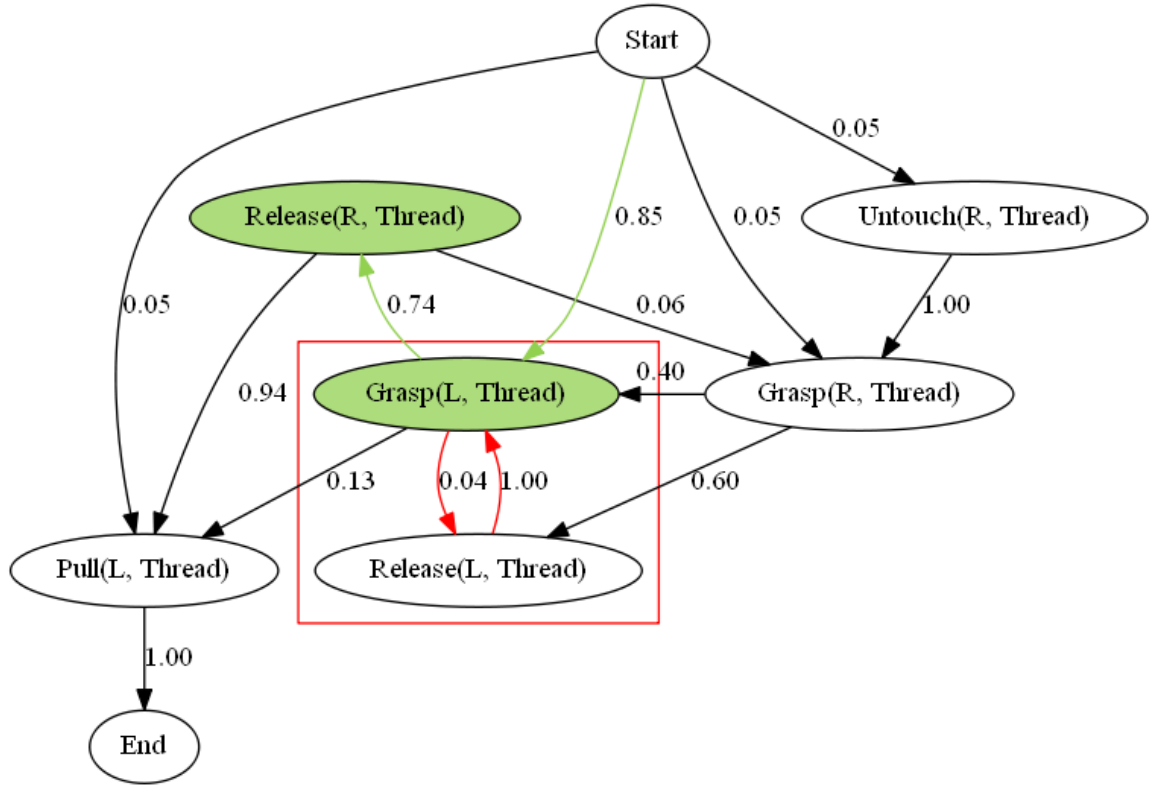 Start
0.05
Release(R, Thread)
0.85
0.05
Untouch(R, Thread)
0.05
0.74
0.06
1.00
0.94
Grasp(L, Thread)
0.40
Grasp(R, Thread)
0.13
0.04
1.00
0.60
Pull(L, Thread)
Release(L, Thread)
1.00
End